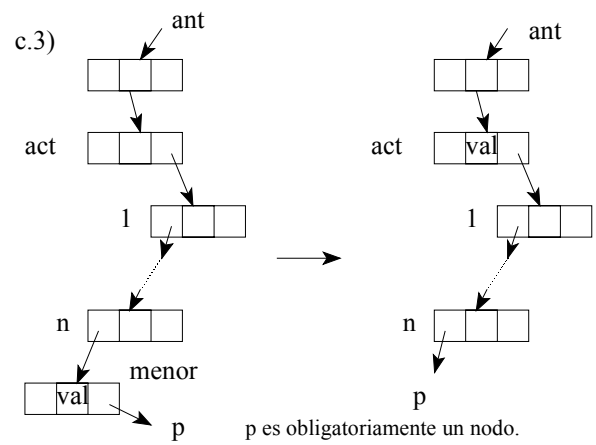 ant
ant
c.3)
act
act
val
1
1
n
n
menor
val
p
p
p es obligatoriamente un nodo.